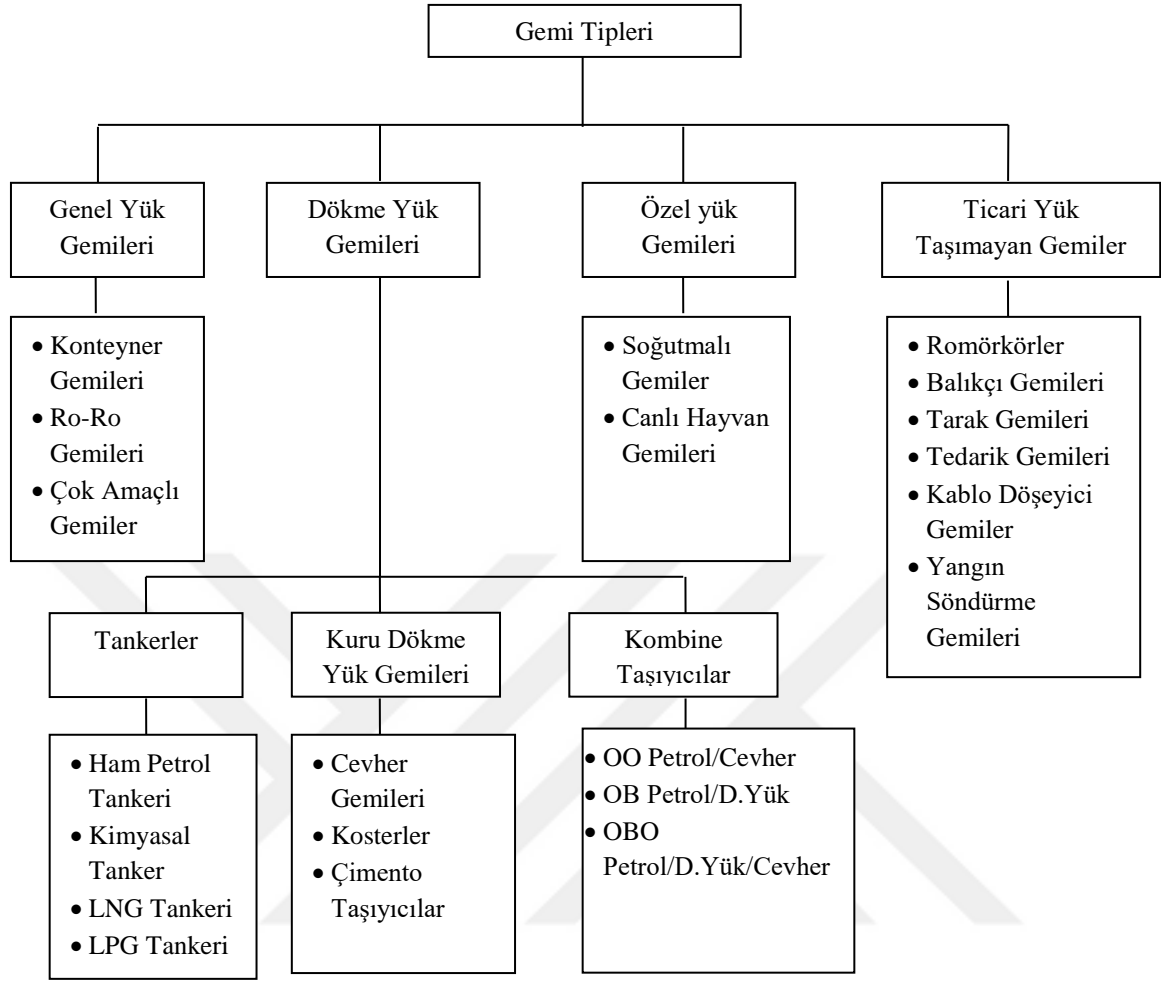 Gemi Tipleri
Genel Yük
Gemileri
Dökme Yük
Gemileri
Özel yük
Gemileri
Ticari Yük
Taşımayan Gemiler
• Konteyner
Gemileri
• Ro-Ro
Gemileri
• Çok Amaçlı
Gemiler
• Soğutmalı
Gemiler
• Canlı Hayvan
Gemileri
• Romörkörler
• Balıkçı Gemileri
• Tarak Gemileri
• Tedarik Gemileri
• Kablo Döşeyici
Gemiler
• Yangın
Söndürme
Gemileri
Tankerler
Kuru Dökme
Yük Gemileri
Kombine
Taşıyıcılar
• Ham Petrol
Tankeri
• Kimyasal
Tanker
• LNG Tankeri
• LPG Tankeri
• Cevher
Gemileri
• Kosterler
• Çimento
Taşıyıcılar
• OO Petrol/Cevher
• OB Petrol/D.Yük
• OBO
Petrol/D.Yük/Cevher